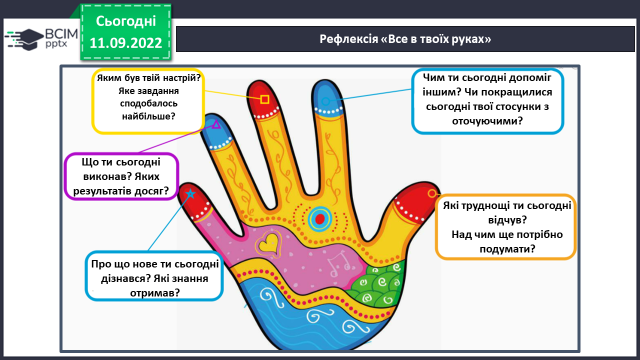 ВСІМ
pptx
Сьогодні
11.09.2022
Рефлексія «Все в твоїх руках»
Яким був твій настрій?
Яке завдання
сподобалось
найбільше?
Чим ти сьогодні допоміг
іншим? Чи покращилися
сьогодні твої стосунки з
оточуючими?
Що ти сьогодні
виконав? Яких
результатів досяг?
Які труднощі ти сьогодні
відчув?
Над чим ще потрібно
подумати?
Про що нове ти сьогодні
дізнався? Які знання
отримав?